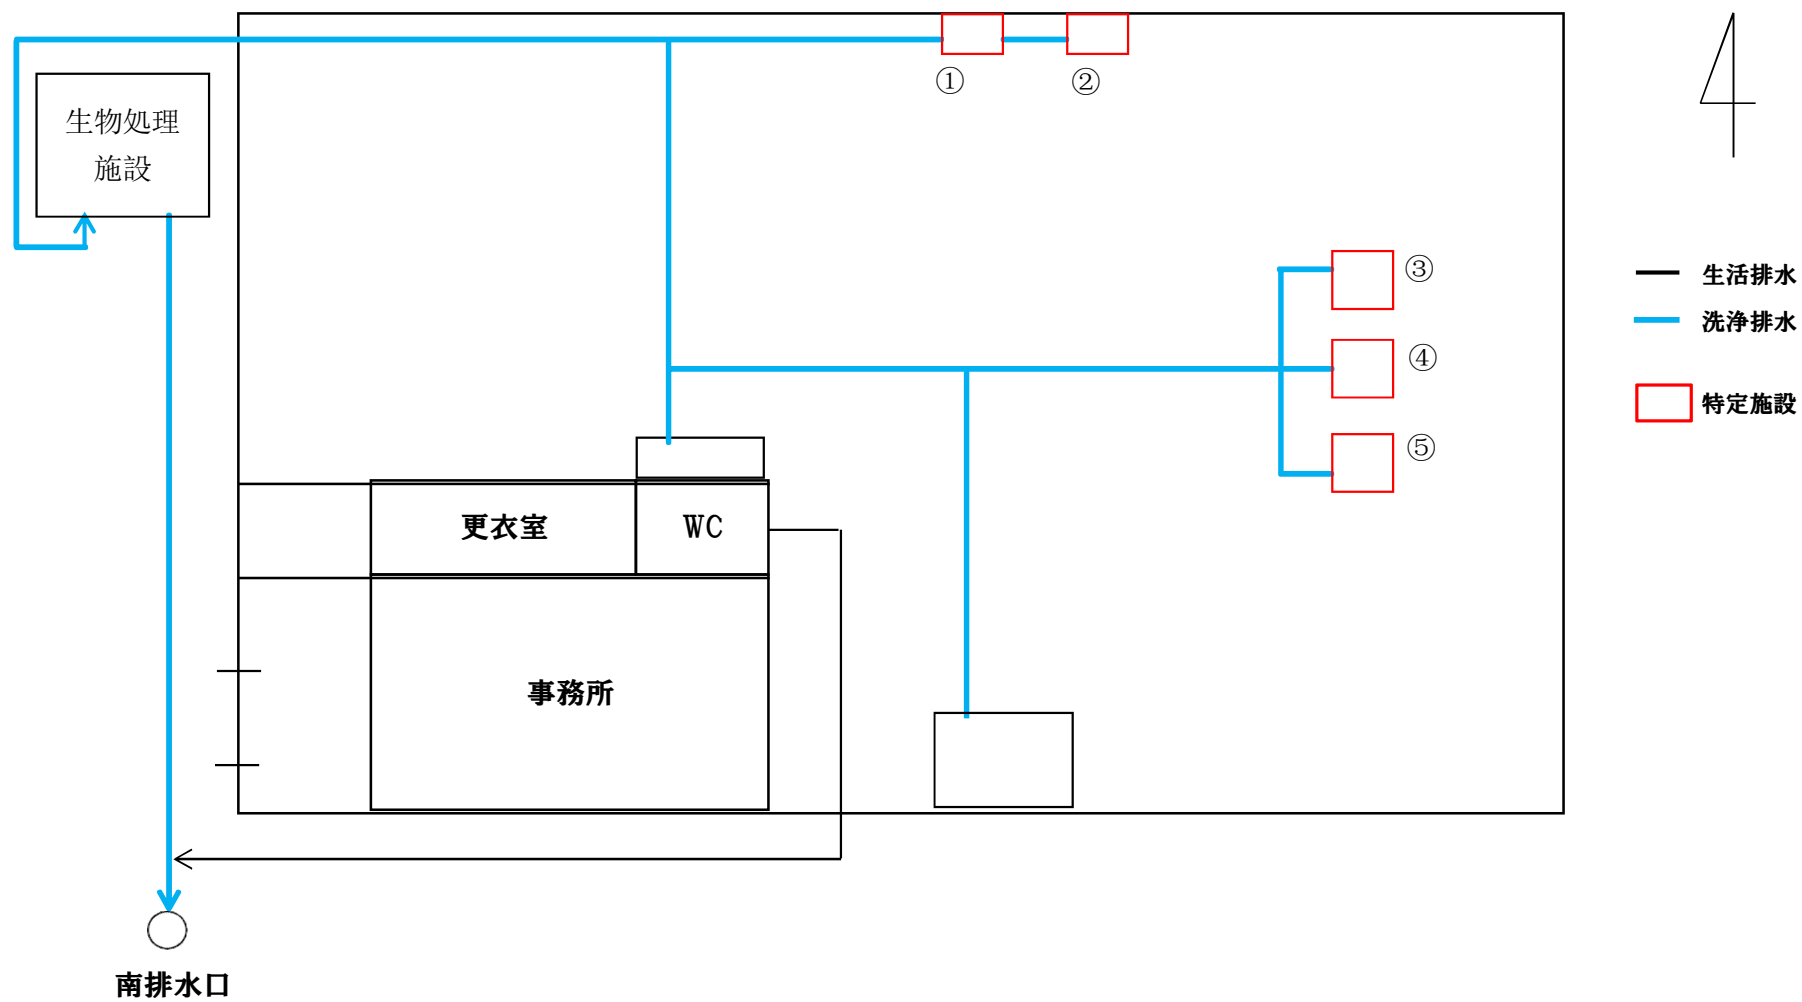 ①
②
生物処理
施設
③
生活排水
洗浄排水
④
特定施設
⑤
更衣室
WC
事務所
南排水口